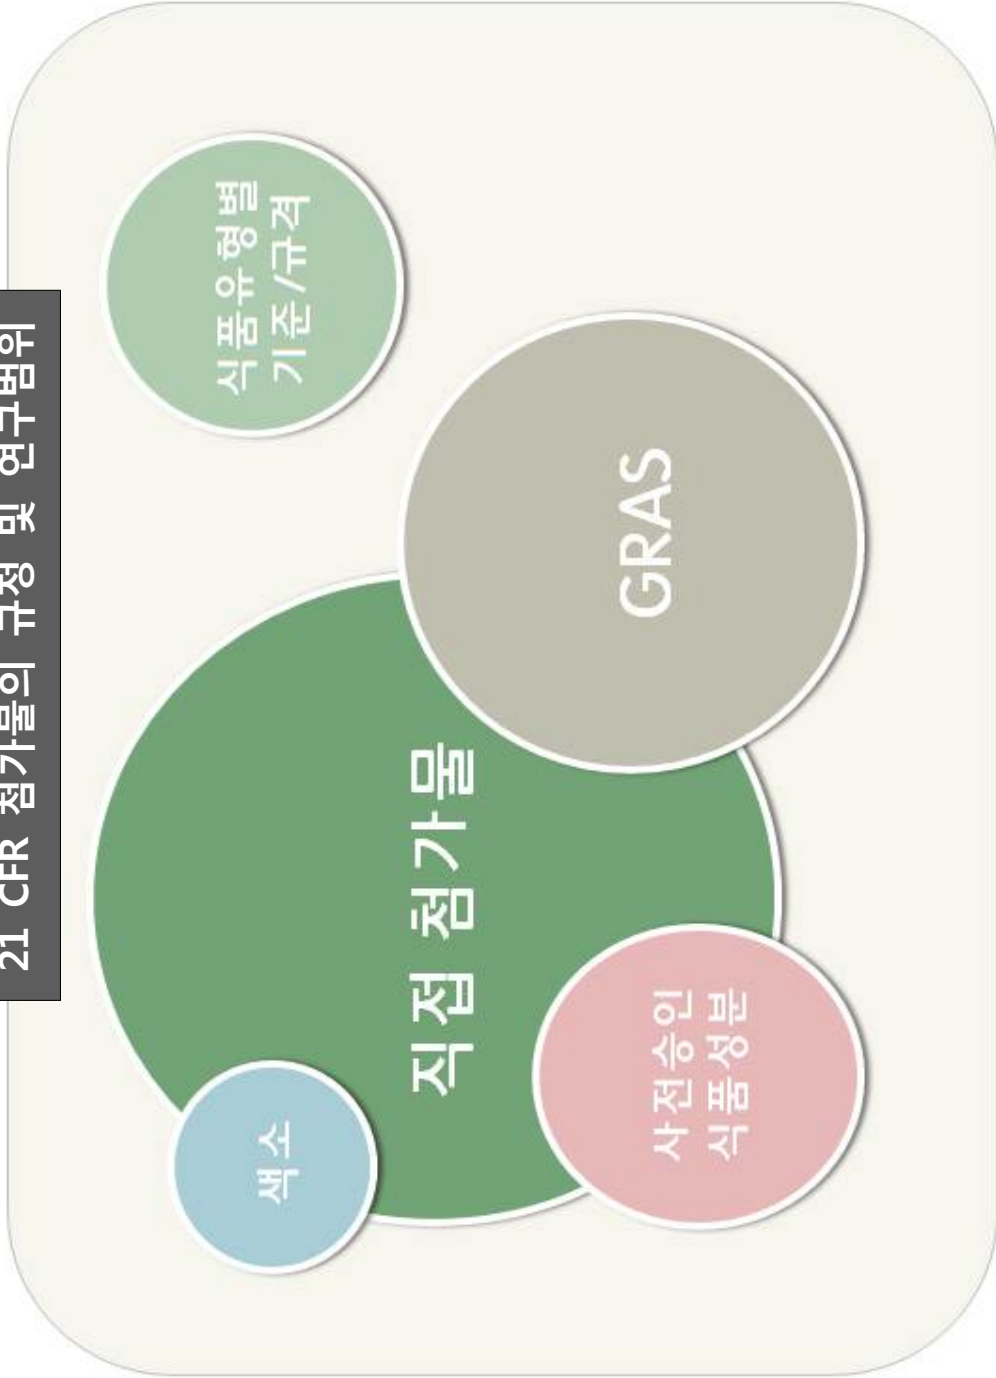 21 CFR 첨가물의 규정 및 연구범위
식품유형별
기준/규격
GRAS
직접 첨가물
색소
사전승인
식품성분